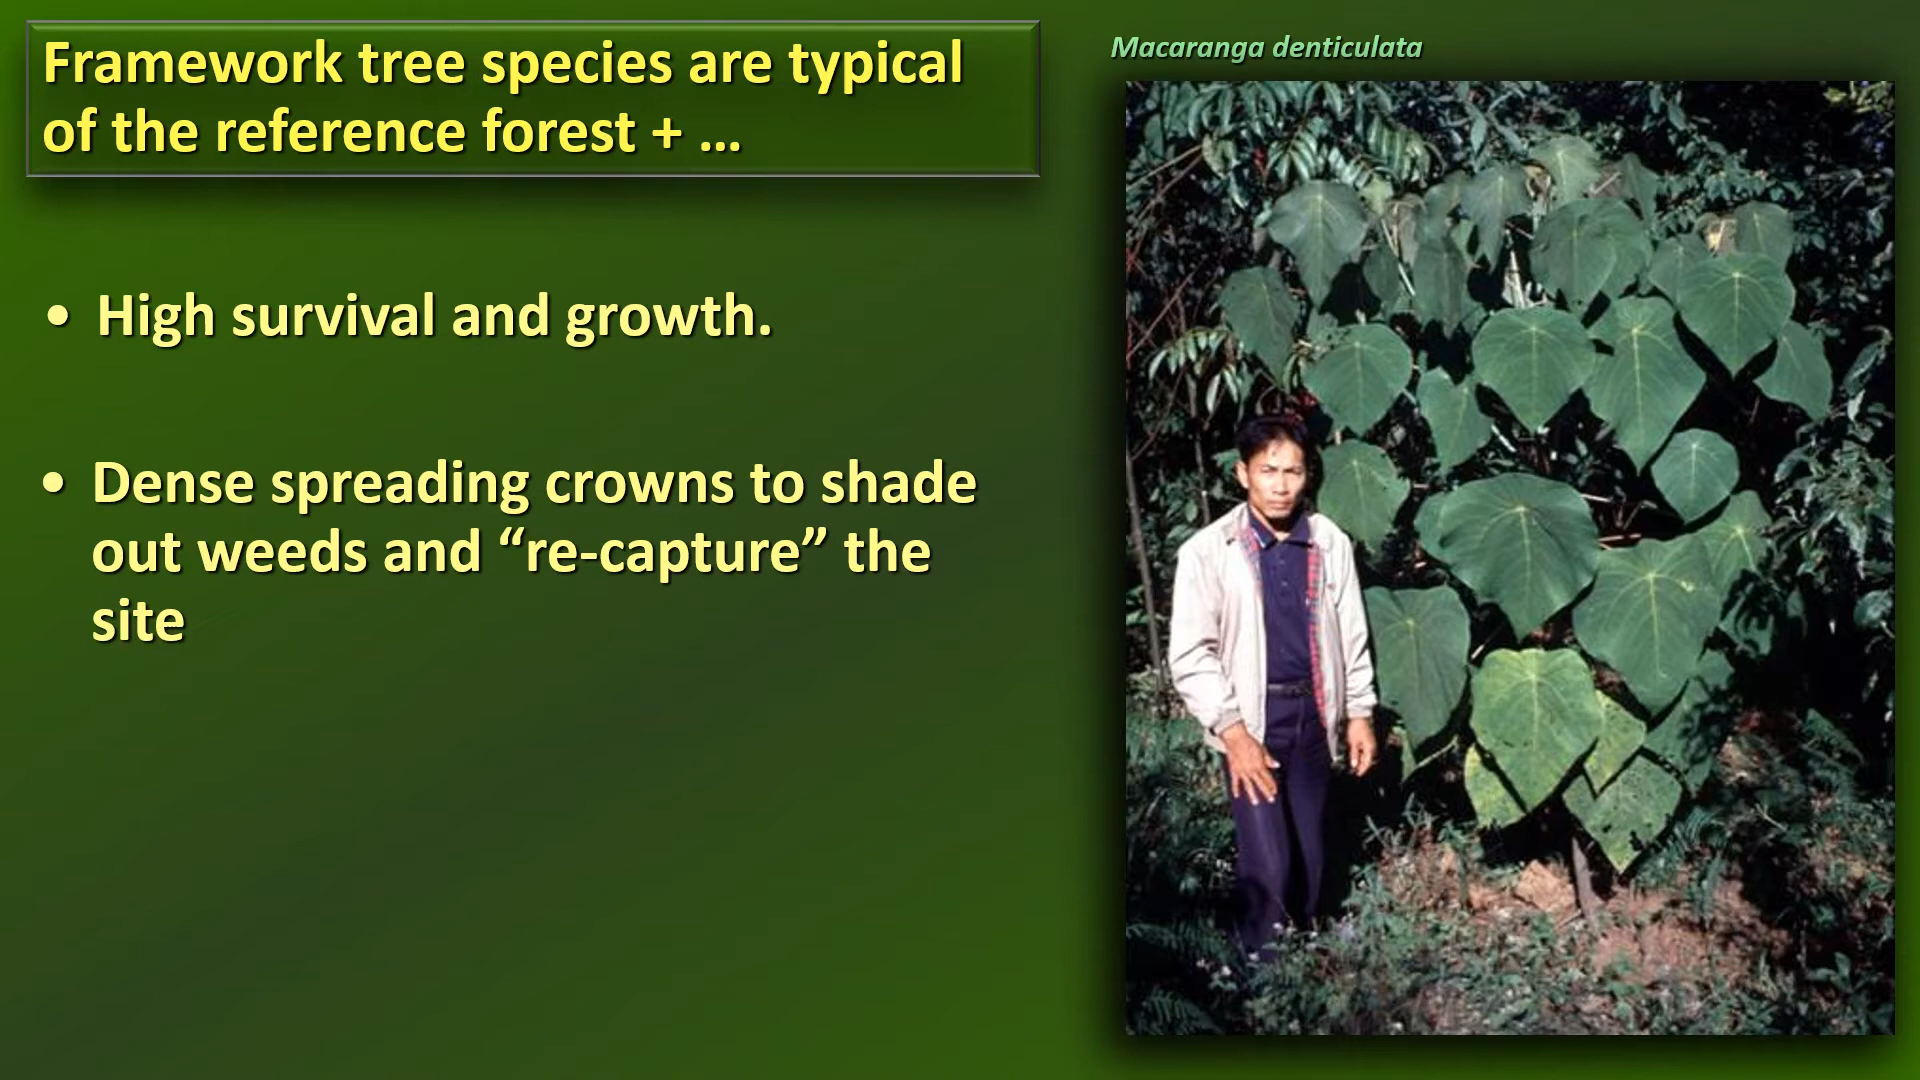 Framework tree species are typical
of the reference forest + ...
Macaranga denticulata
• High survival and growth.
• Dense spreading crowns to shade
out weeds and “re-capture” the
site